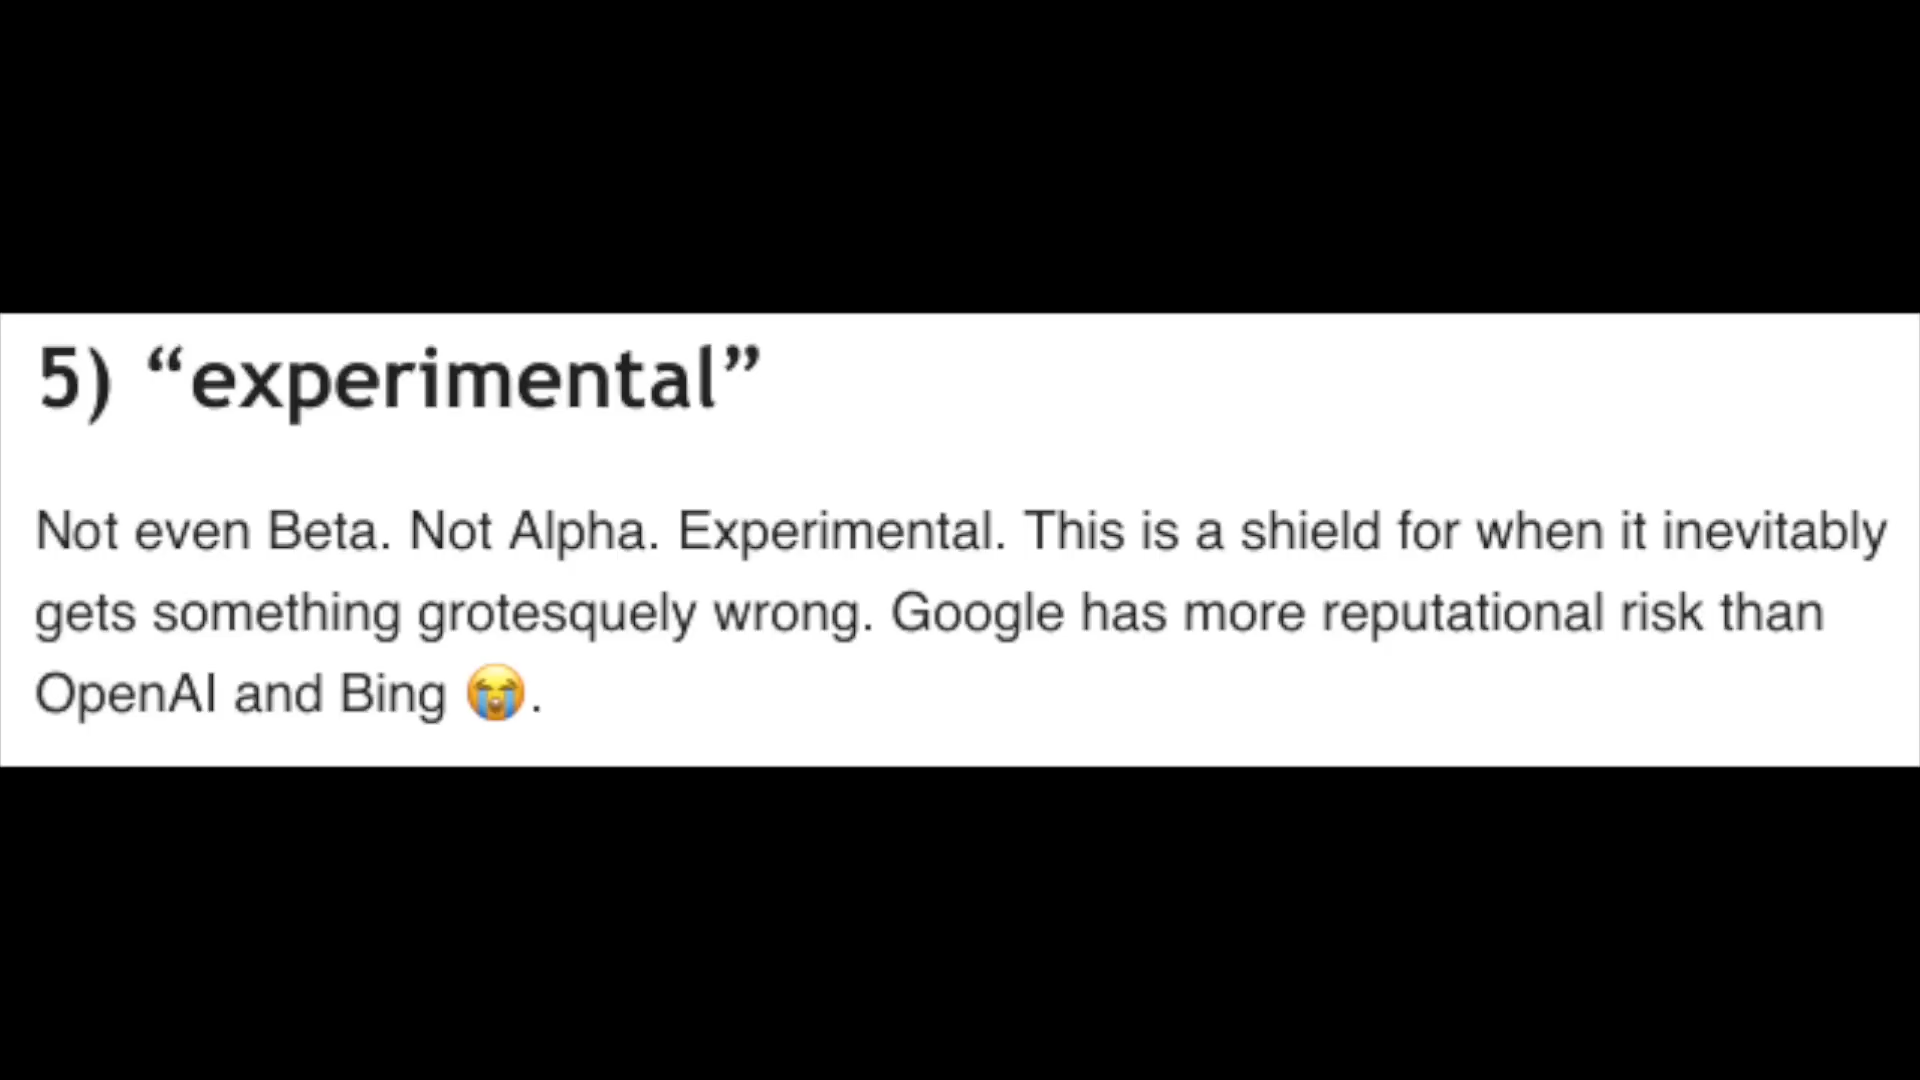 5) “experimental”
Not even Beta. Not Alpha. Experimental. This is a shield for when it inevitably
gets something grotesquely wrong. Google has more reputational risk than
OpenAI and Bing 😭.